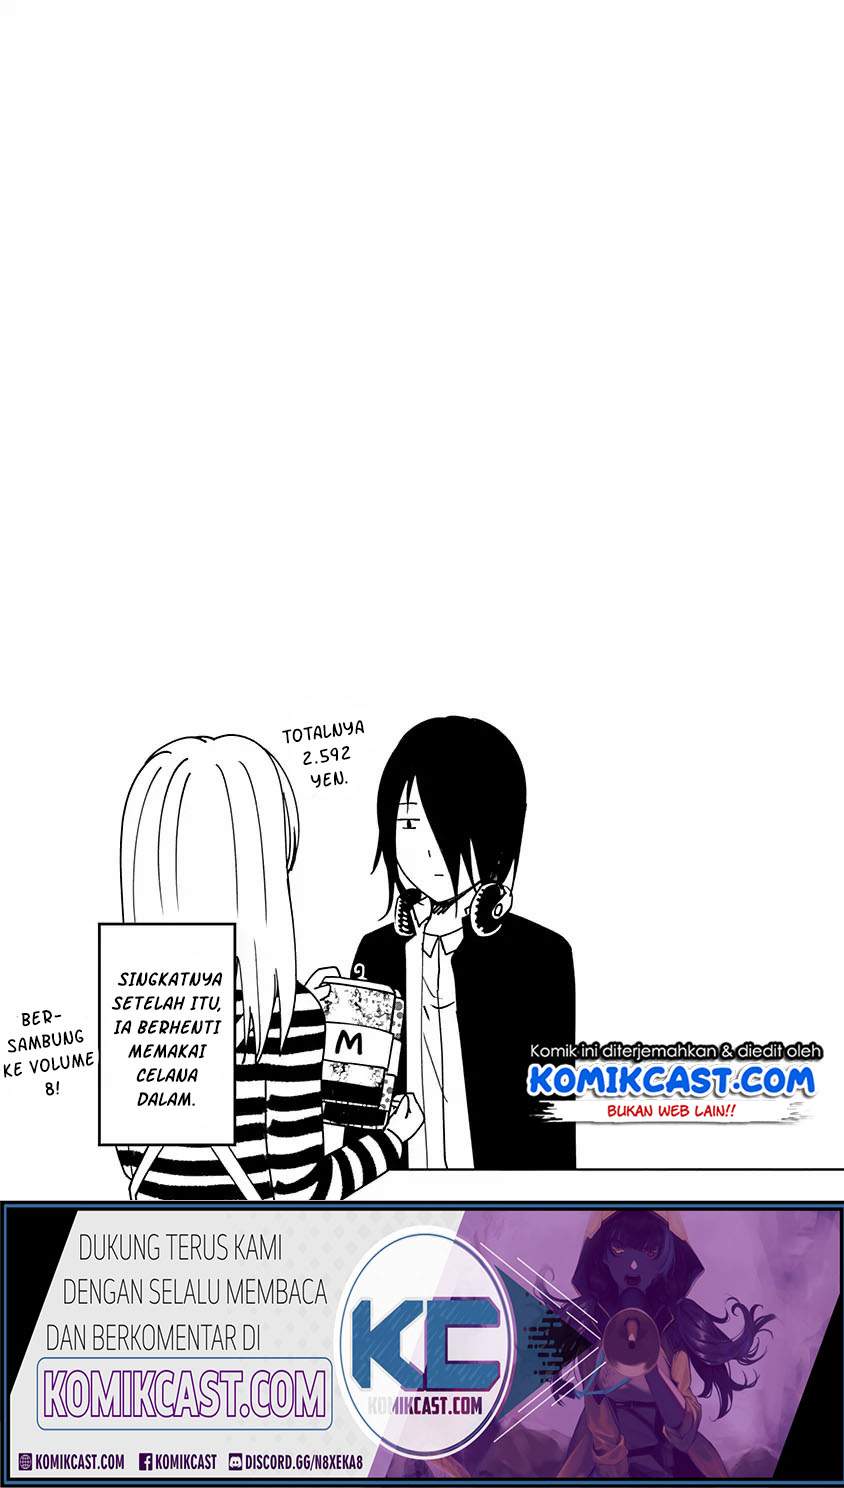 TOTALNYA
2.592
YEN.
SINGKATNYA
SETELAH ITU,
IA BERHENTI
MEMAKAI
CELANA
DALAM.
BER-
SAMBUNG
KE VOLUME
8!
M
Komik ini diterjemahkan & diedit oleh
KOMIKCAST.COM
BUKAN WEB LAIN!!
DUKUNG TERUS KAMI
DENGAN SELALU MEMBACA
DAN BERKOMENTAR DI
KOMIKCAST.COM
KC
KOMIKCAST.COM
KOMIKCAST.COM KOMIKCAST DISCORD.GG/N8XEKA8